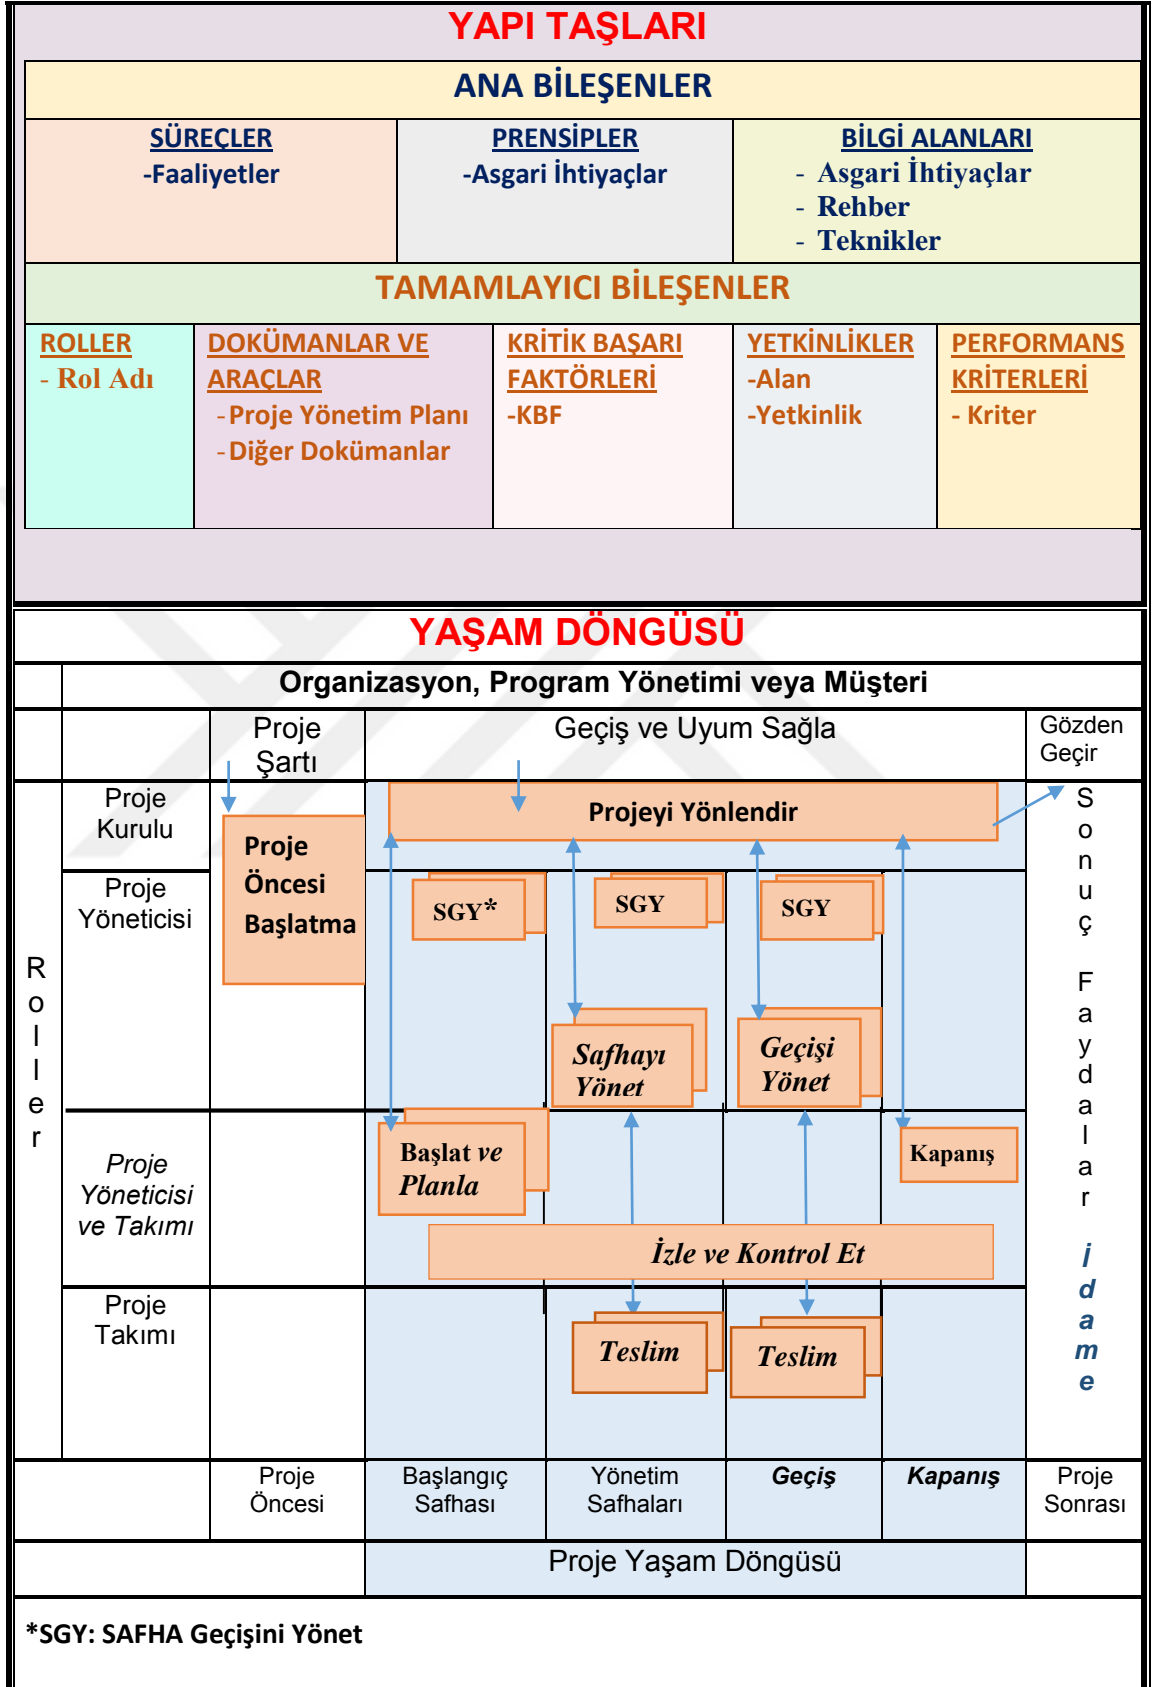 YAPI TAŞLARI
ANA BİLEŞENLER
SÜREÇLER
-Faaliyetler
PRENSİPLER
-Asgari İhtiyaçlar
BİLGİ ALANLARI
- Asgari İhtiyaçlar
- Rehber
- Teknikler
TAMAMLAYICI BİLEŞENLER
ROLLER
- Rol Adı
DOKÜMANLAR VE
ARAÇLAR
-Proje Yönetim Planı
-Diğer Dokümanlar
KRİTİK BAŞARI
FAKTÖRLERİ
-KBF
YETKİNLİKLER
-Alan
-Yetkinlik
PERFORMANS
KRİTERLERİ
- Kriter
YAŞAM DÖNGÜSÜ
Organizasyon, Program Yönetimi veya Müşteri
Proje
Şartı
Geçiş ve Uyum Sağla
Gözden
Geçir
Roller
Proje
Kurulu
Projeyi Yönlendir
Proje
Öncesi
Başlatma
Sonuç Faydalar İdame
Proje
Yöneticisi
SGY*
SGY
SGY
Safhayı
Yönet
Geçişi
Yönet
Proje
Yöneticisi
ve Takımı
Başlat ve
Planla
Kapanış
İzle ve Kontrol Et
Proje
Takımı
Teslim
Teslim
Proje
Öncesi
Başlangıç
Safhası
Yönetim
Safhaları
Geçiş
Kapanış
Proje
Sonrası
Proje Yaşam Döngüsü
*SGY: SAFHA Geçişini Yönet